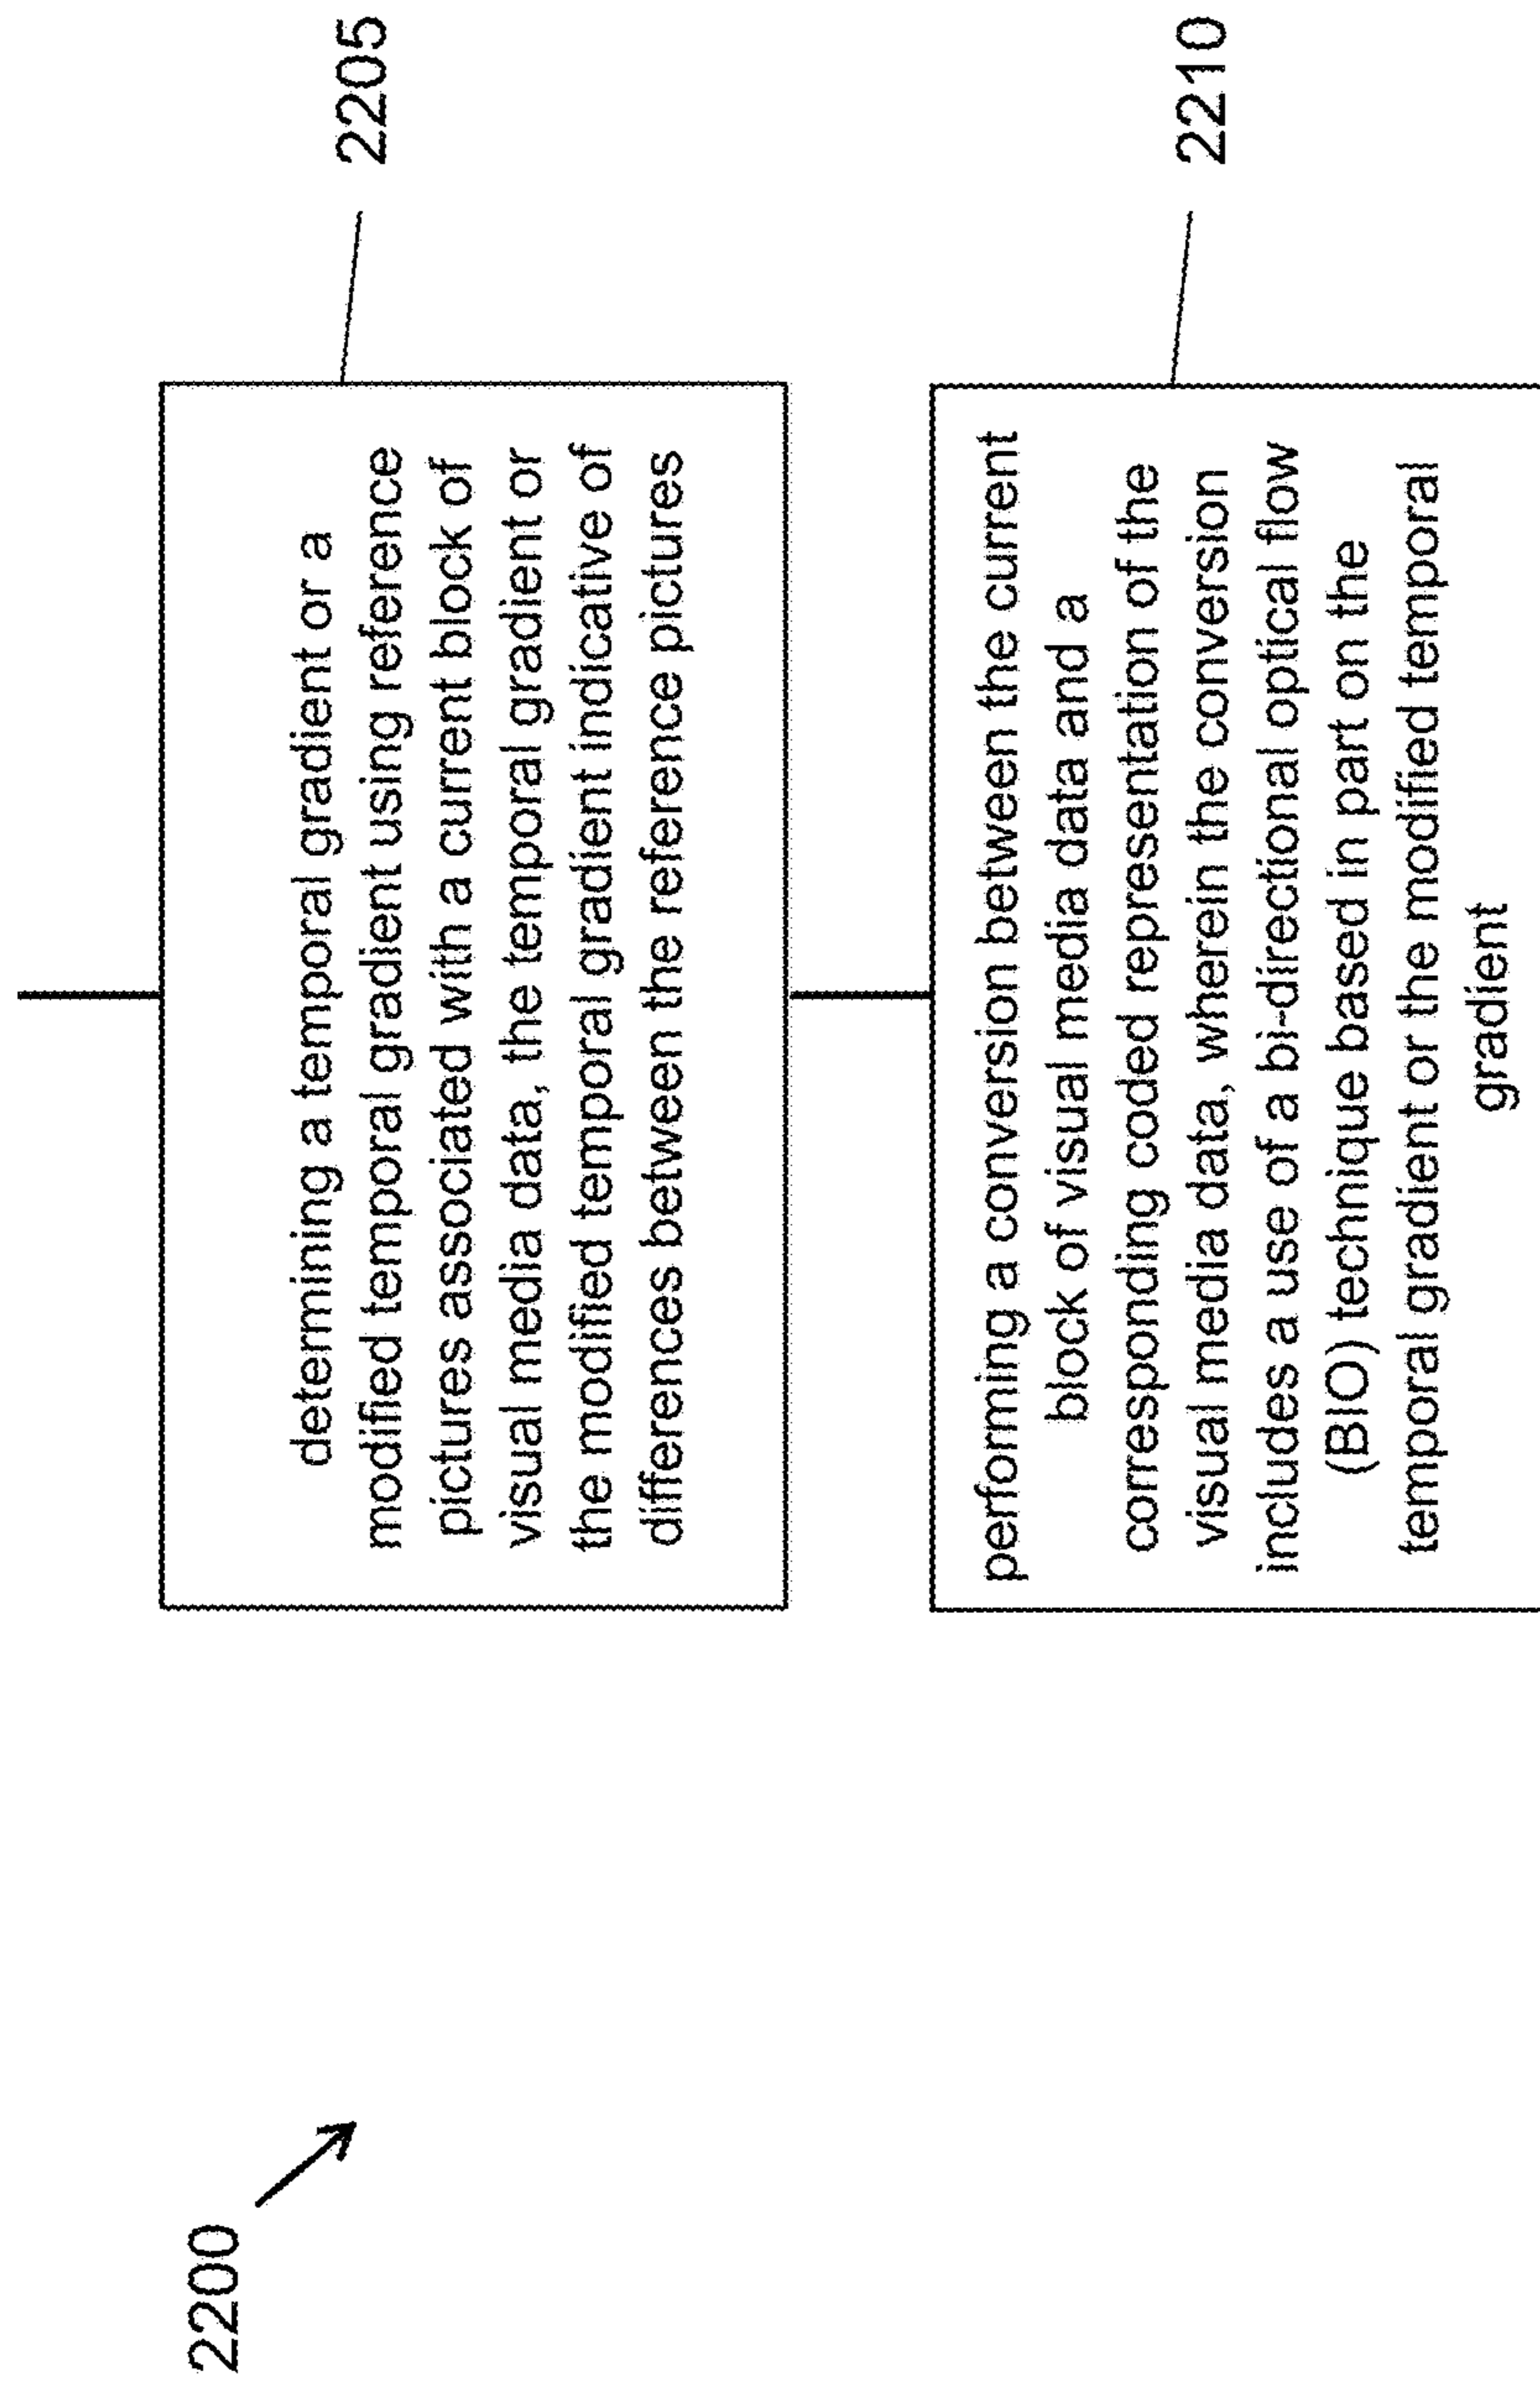 2200
determining a temporal gradient or a
modified temporal gradient using reference
pictures associated with a current block of
visual media data, the temporal gradient or
the modified temporal gradient indicative of
differences between the reference pictures
2205
performing a conversion between the current
block of visual media data and a
corresponding coded representation of the
visual media data, wherein the conversion
includes a use of a bi-directional optical flow
(BIO) technique based in part on the
temporal gradient or the modified temporal
gradient
2210